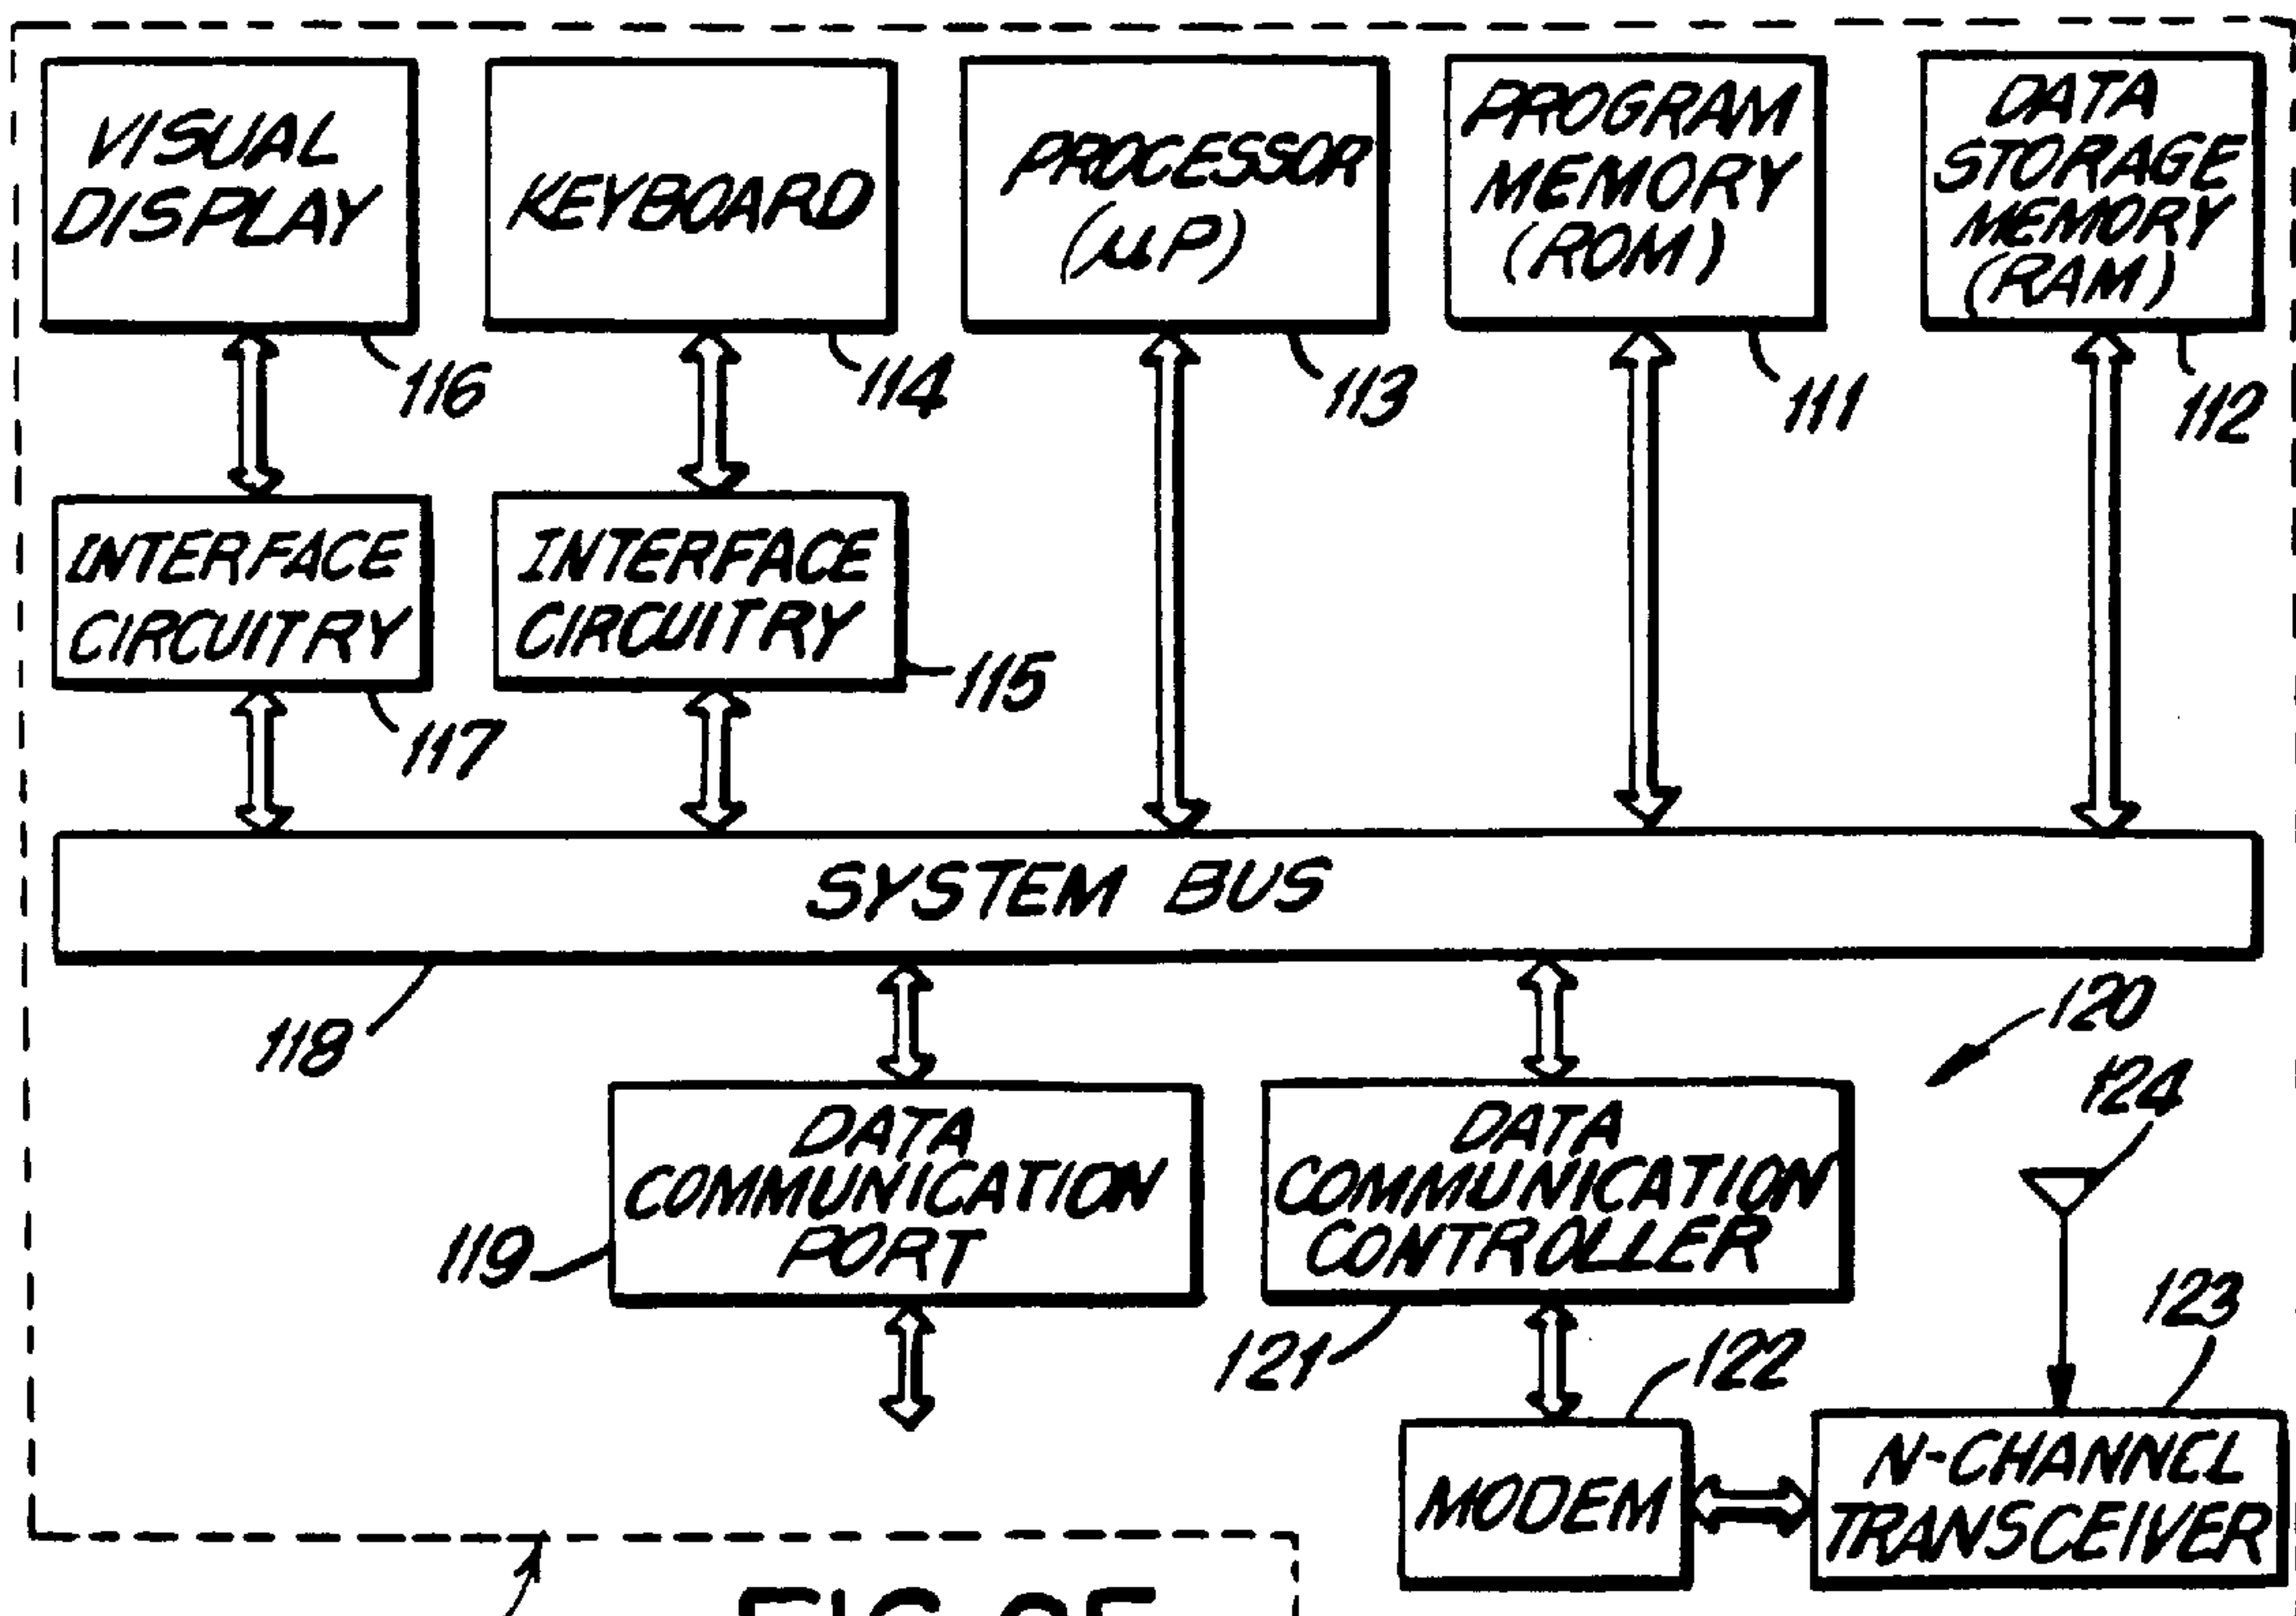 VISUAL
DISPLAY
KEYBOARD
PROCESSOR
(μP)
PROGRAM
MEMORY
(ROM)
DATA
STORAGE
MEMORY
(RAM)
116
114
113
111
112
INTERFACE
CIRCUITRY
INTERFACE
CIRCUITRY
117
115
SYSTEM BUS
118
120
124
DATA
COMMUNICATION
PORT
119
DATA
COMMUNICATION
CONTROLLER
121
122
123
MODEM
N-CHANNEL
TRANSCEIVER
FIG.